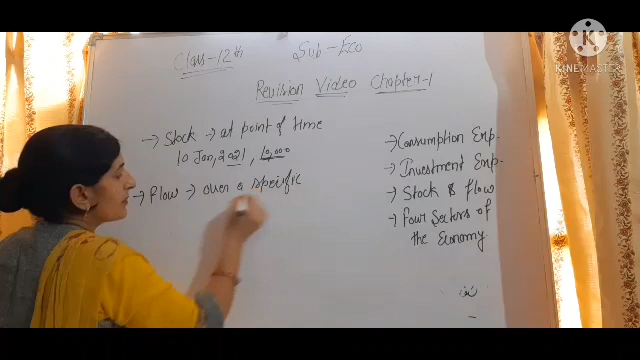 Class-12th
Sub-Eco
Revision Video Chapter-1
→ Stock → at point of time
10 Jan, 2021, 10,000
→ flow → over a specific
→ Consumption Exp.
→ Investment Exp.
→ Stock & flow
→ four Sectors of
the Economy
KINEMASTER